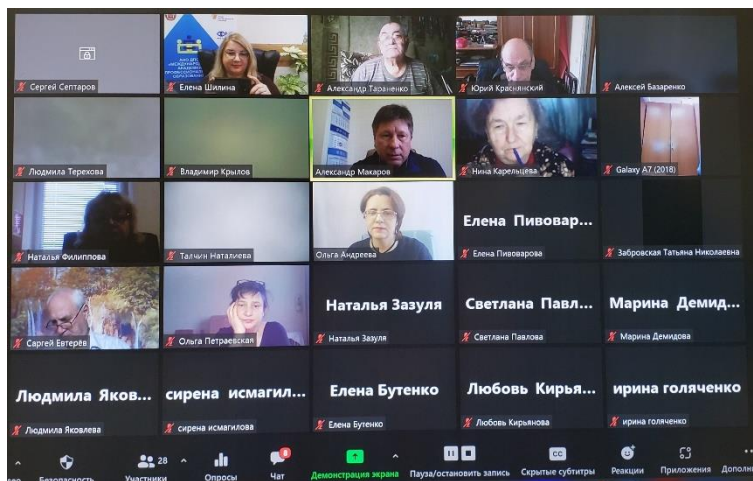 Сергей Септаров
Елена Шилина
Александр Тараненко
Юрий Краснянский
Алексей Базаренко
Людмила Терехова
Владимир Крылов
Александр Макаров
Нина Карельцева
Galaxy A7 (2018)
Наталья Филиппова
Талчин Наталиева
Ольга Андреева
Елена Пивовар...
Елена Пивоварова
Забровская Татьяна Николаевна
Саргей Евтерёв
Ольга Петраевская
Наталья Зазуля
Наталья Зазуля
Светлана Павл...
Светлана Павлова
Марина Демид...
Марина Демидова
Людмила Яков...
Людмила Яковлева
сирена исмагил...
сирена исмагилова
Елена Бутенко
Елена Бутенко
Любовь Кирья...
Любовь Кирьянова
ирина голяченко
ирина голяченко
Безопасность
28
Участники
Опросы
Чат
Демонстрация экрана
Пауза/остановить запись
CC
Скрытые субтитры
Реакции
Приложения